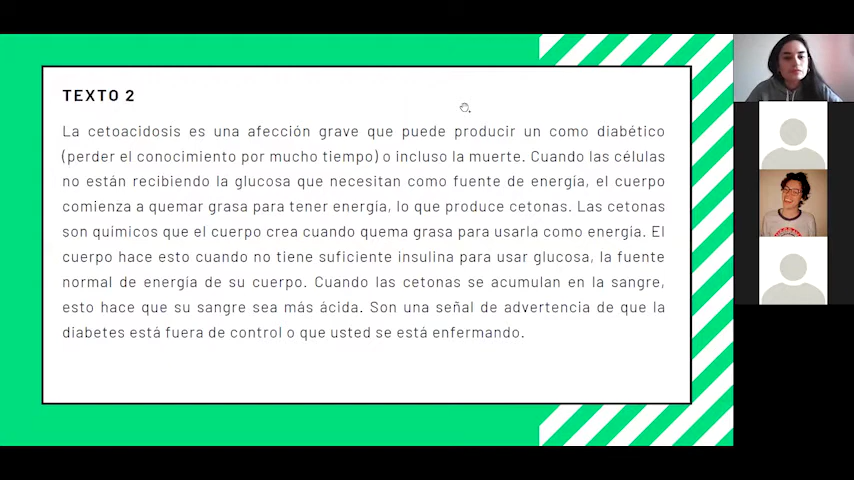 TEXTO 2
La cetoacidosis es una afección grave que puede producir un como diabético
(perder el conocimiento por mucho tiempo) o incluso la muerte. Cuando las células
no están recibiendo la glucosa que necesitan como fuente de energía, el cuerpo
comienza a quemar grasa para tener energía, lo que produce cetonas. Las cetonas
son químicos que el cuerpo crea cuando quema grasa para usarla como energía. El
cuerpo hace esto cuando no tiene suficiente insulina para usar glucosa, la fuente
normal de energía de su cuerpo. Cuando las cetonas se acumulan en la sangre,
esto hace que su sangre sea más ácida. Son una señal de advertencia de que la
diabetes está fuera de control o que usted se está enfermando.